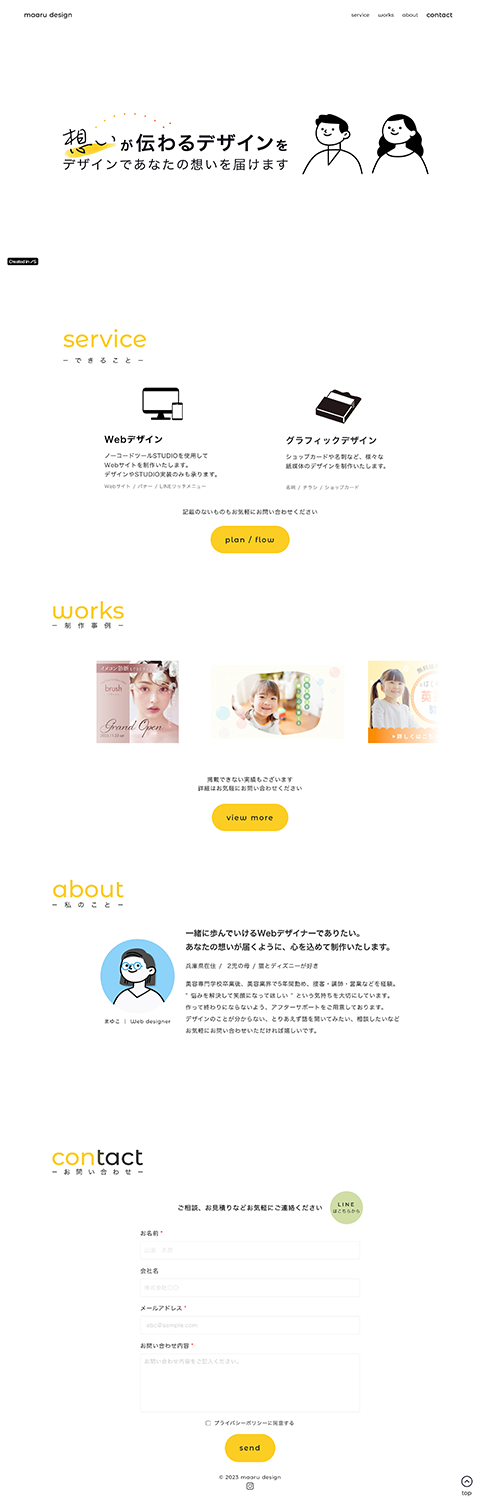 maaru design
service
works
about
contact
想いが伝わるデザインを
デザインであなたの想いを届けます
Created in
service
ー できること ー
Webデザイン
ノーコードツールSTUDIOを使用して
Webサイトを制作いたします。
デザインやSTUDIO実装のみも承ります。
Webサイト / バナー / LINEリッチメニュー
グラフィックデザイン
ショップカードや名刺など、様々な
紙媒体のデザインを制作いたします。
名刺 / チラシ / ショップカード
記載のないものもお気軽にお問い合わせください
plan / flow
works
ー 制作事例 ー
brush
Grand Open
掲載できない実績もございます
詳細はお気軽にお問い合わせください
view more
about
ー 私のこと ー
一緒に歩んでいけるWebデザイナーでありたい。
あなたの想いが届くように、心を込めて制作いたします。
兵庫県在住 / 2児の母 / 雲とディズニーが好き
美容専門学校卒業後、美容業界で5年間勤め、接客・講師・営業などを経験。
" 悩みを解決して笑顔になってほしい " という気持ちを大切にしています。
作って終わりにならないよう、アフターサポートをご用意しております。
デザインのことが分からない、とりあえず話を聞いてみたい、相談したいなど
お気軽にお問い合わせいただければ嬉しいです。
まゆこ | Web designer
contact
ー お問い合わせ ー
ご相談、お見積りなどお気軽にご連絡ください
LINE
はこちらから
お名前 *
会社名
株式会社〇〇
メールアドレス *
abc@sample.com
お問い合わせ内容 *
お問い合わせ内容をご記入ください。
プライバシーポリシーに同意する
send
© 2023 maaru design
top